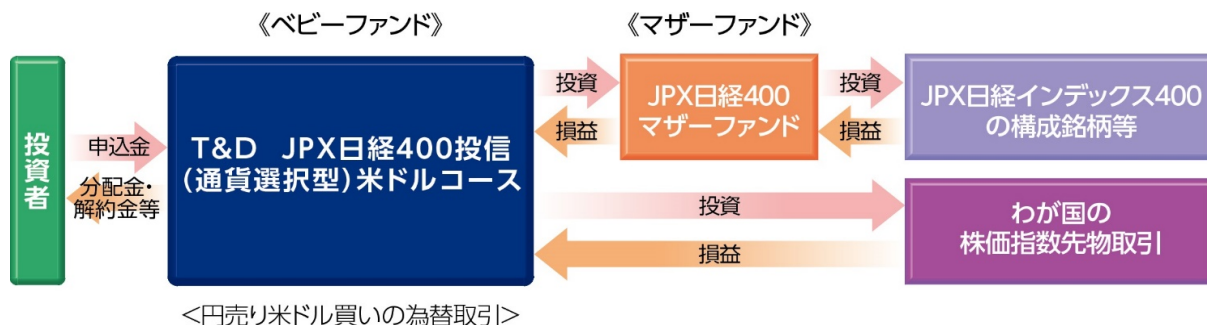 《ベビーファンド》
《マザーファンド》
投資者
申込金
分配金・
解約金等
T&D JPX日経400投信
(通貨選択型)米ドルコース
投資
損益
JPX日経400
マザーファンド
投資
損益
JPX日経インデックス400
の構成銘柄等
投資
損益
わが国の
株価指数先物取引
<円売り米ドル買いの為替取引>